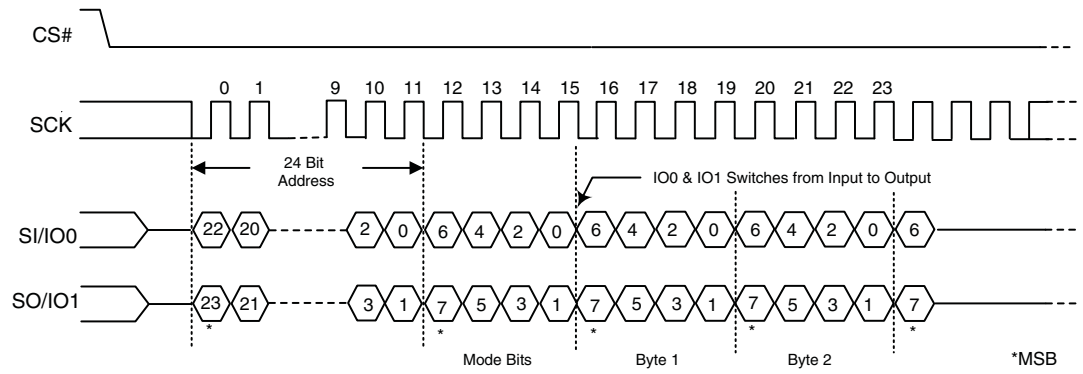 CS#
0 1 9 10 11 12 13 14 15 16 17 18 19 20 21 22 23
SCK
24 Bit
Address
IO0 & IO1 Switches from Input to Output
SI/IO0 22 20 2 0 6 4 2 0 6 4 2 0 6 4 2 0 6
SO/IO1 23 21 3 1 7 5 3 1 7 5 3 1 7 5 3 1 7
* * * * *
Mode Bits Byte 1 Byte 2 *MSB